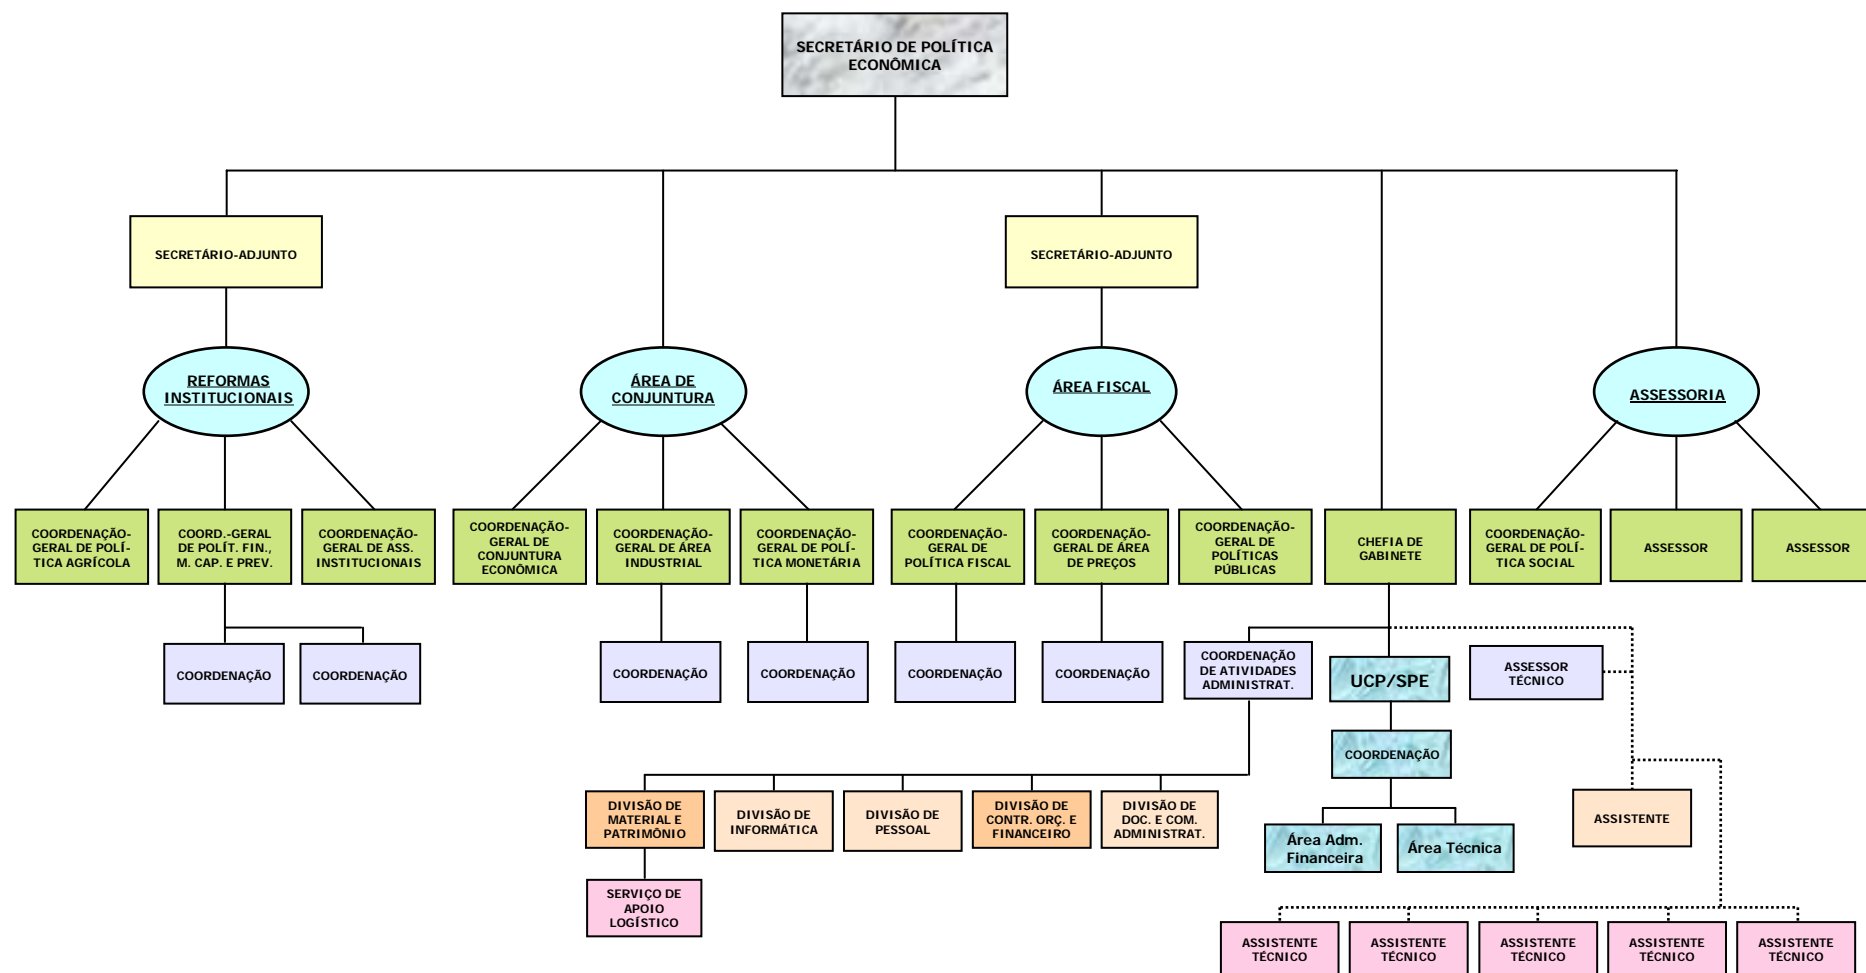 SECRETÁRIO DE POLÍTICA
ECONÔMICA
SECRETÁRIO-ADJUNTO
SECRETÁRIO-ADJUNTO
REFORMAS
INSTITUCIONAIS
ÁREA DE
CONJUNTURA
ÁREA FISCAL
ASSESSORIA
COORDENAÇÃO-
GERAL DE POLÍ-
TICA AGRÍCOLA
COORD.-GERAL
DE POLÍT. FIN.,
M. CAP. E PREV.
COORDENAÇÃO-
GERAL DE ASS.
INSTITUCIONAIS
COORDENAÇÃO-
GERAL DE
CONJUNTURA
ECONÔMICA
COORDENAÇÃO-
GERAL DE ÁREA
INDUSTRIAL
COORDENAÇÃO-
GERAL DE POLÍ-
TICA MONETÁRIA
COORDENAÇÃO-
GERAL DE
POLÍTICA FISCAL
COORDENAÇÃO-
GERAL DE ÁREA
DE PREÇOS
COORDENAÇÃO-
GERAL DE
POLÍTICAS
PÚBLICAS
CHEFIA DE
GABINETE
COORDENAÇÃO-
GERAL DE POLÍ-
TICA SOCIAL
ASSESSOR
ASSESSOR
COORDENAÇÃO
COORDENAÇÃO
COORDENAÇÃO
COORDENAÇÃO
COORDENAÇÃO
COORDENAÇÃO
COORDENAÇÃO
DE ATIVIDADES
ADMINISTRAT.
UCP/SPE
ASSESSOR
TÉCNICO
COORDENAÇÃO
DIVISÃO DE
MATERIAL E
PATRIMÔNIO
DIVISÃO DE
INFORMÁTICA
DIVISÃO DE
PESSOAL
DIVISÃO DE
CONTR. ORÇ. E
FINANCEIRO
DIVISÃO DE
DOC. E COM.
ADMINISTRAT.
ASSISTENTE
Área Adm.
Financeira
Área Técnica
SERVIÇO DE
APOIO
LOGÍSTICO
ASSISTENTE
TÉCNICO
ASSISTENTE
TÉCNICO
ASSISTENTE
TÉCNICO
ASSISTENTE
TÉCNICO
ASSISTENTE
TÉCNICO